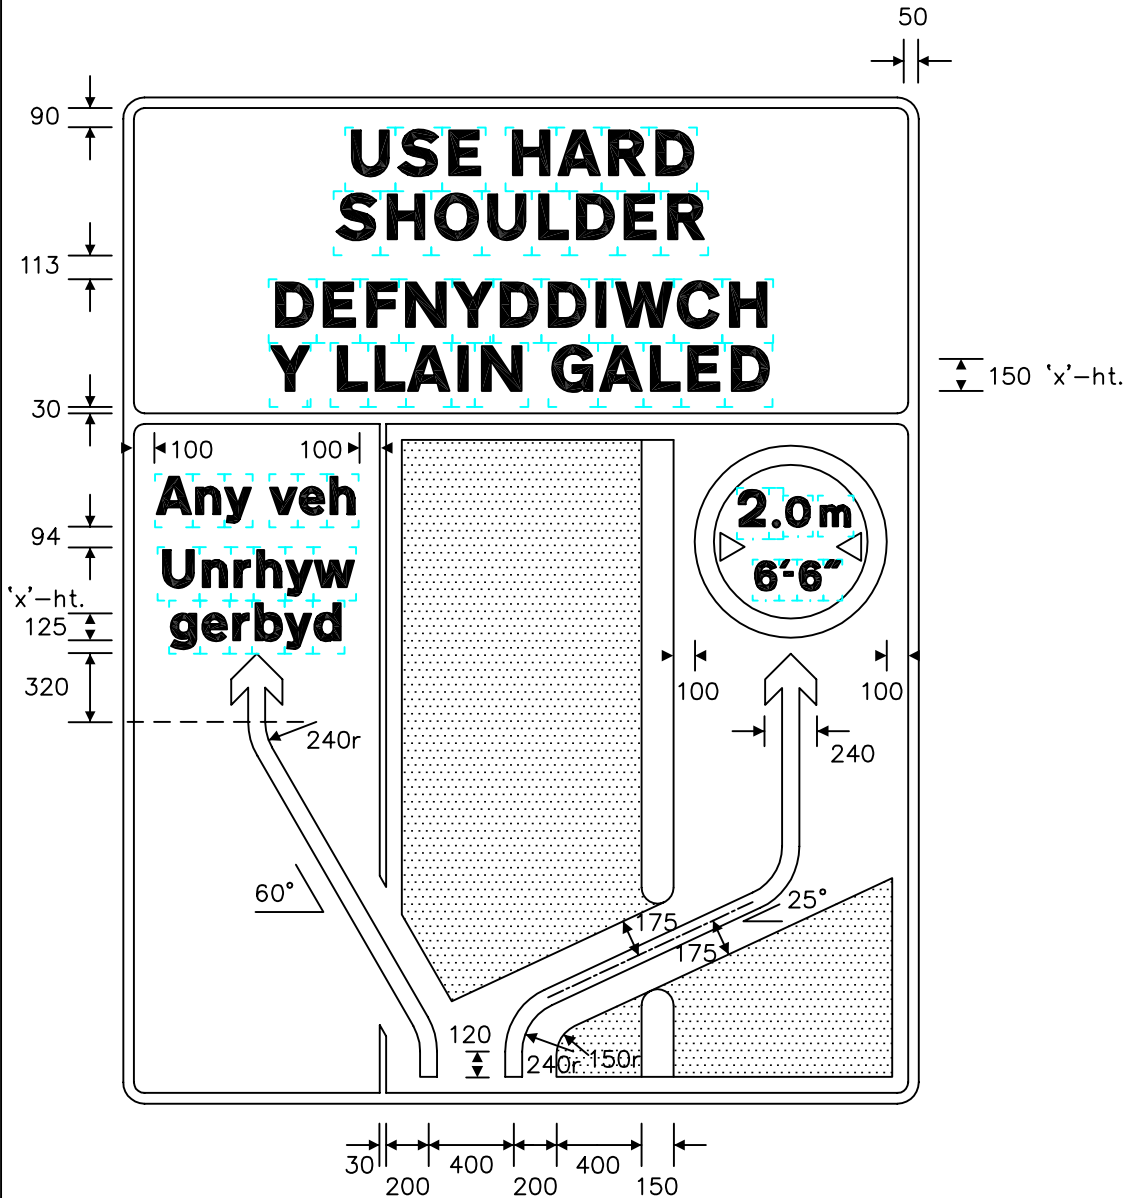 50
90
USE HARD
SHOULDER
113
DEFNYDDIWCH
Y LLAIN GALED
150 'x'-ht.
30
100
100
Any veh
2.0m
94
Unrhyw
6'-6"
'x'-ht.
125
gerbyd
320
100
100
240r
240
60°
25°
175
175
120
240r
150r
30
400
400
200
200
150